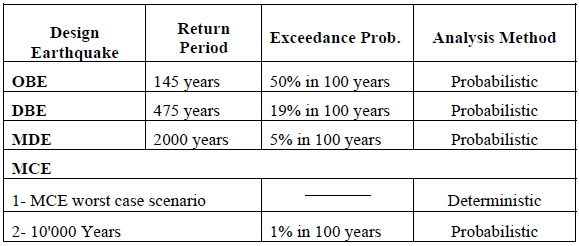 Design Earthquake Return Period Exceedance Prob. Analysis Method
OBE 145 years 50% in 100 years Probabilistic
DBE 475 years 19% in 100 years Probabilistic
MDE 2000 years 5% in 100 years Probabilistic
MCE
1- MCE worst case scenario Deterministic
2- 10'000 Years 1% in 100 years Probabilistic